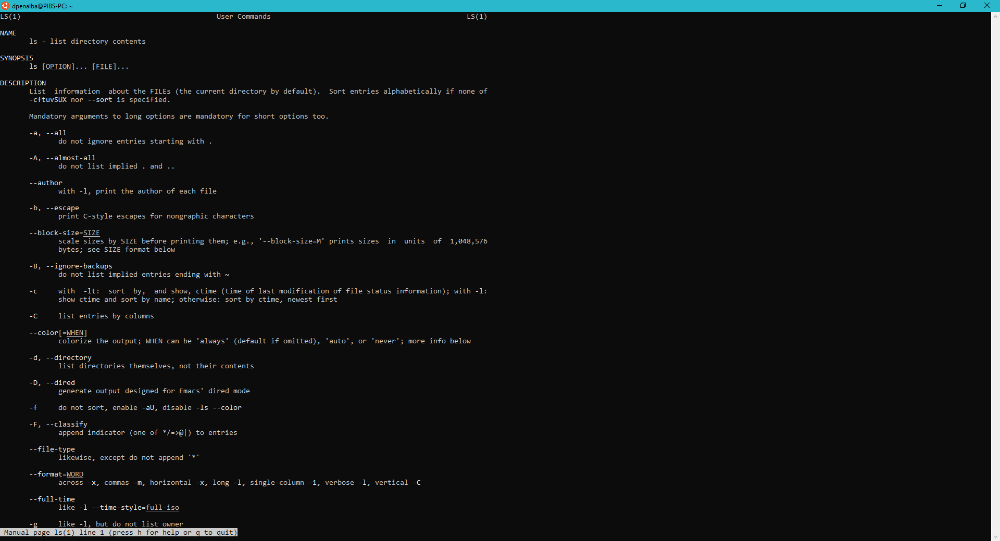 dpenalba@PIBS-PC: ~
LS(1) User Commands LS(1)
NAME
ls - list directory contents
SYNOPSIS
ls [OPTION]... [FILE]...
DESCRIPTION
List information about the FILEs (the current directory by default). Sort entries alphabetically if none of
-cftuvSUX nor --sort is specified.
Mandatory arguments to long options are mandatory for short options too.
-a, --all
do not ignore entries starting with .
-A, --almost-all
do not list implied . and ..
--author
with -l, print the author of each file
-b, --escape
print C-style escapes for nongraphic characters
--block-size=SIZE
scale sizes by SIZE before printing them; e.g., '--block-size=M' prints sizes in units of 1,048,576
bytes; see SIZE format below
-B, --ignore-backups
do not list implied entries ending with ~
-c with -lt: sort by, and show, ctime (time of last modification of file status information); with -l:
show ctime and sort by name; otherwise: sort by ctime, newest first
-C list entries by columns
--color[=WHEN]
colorize the output; WHEN can be 'always' (default if omitted), 'auto', or 'never'; more info below
-d, --directory
list directories themselves, not their contents
-D, --dired
generate output designed for Emacs' dired mode
-f do not sort, enable -aU, disable -ls --color
-F, --classify
append indicator (one of */=>@|) to entries
--file-type
likewise, except do not append '*'
--format=WORD
across -x, commas -m, horizontal -x, long -l, single-column -1, verbose -l, vertical -C
--full-time
like -l --time-style=full-iso
-g like -l, but do not list owner
Manual page ls(1) line 1 (press h for help or q to quit)